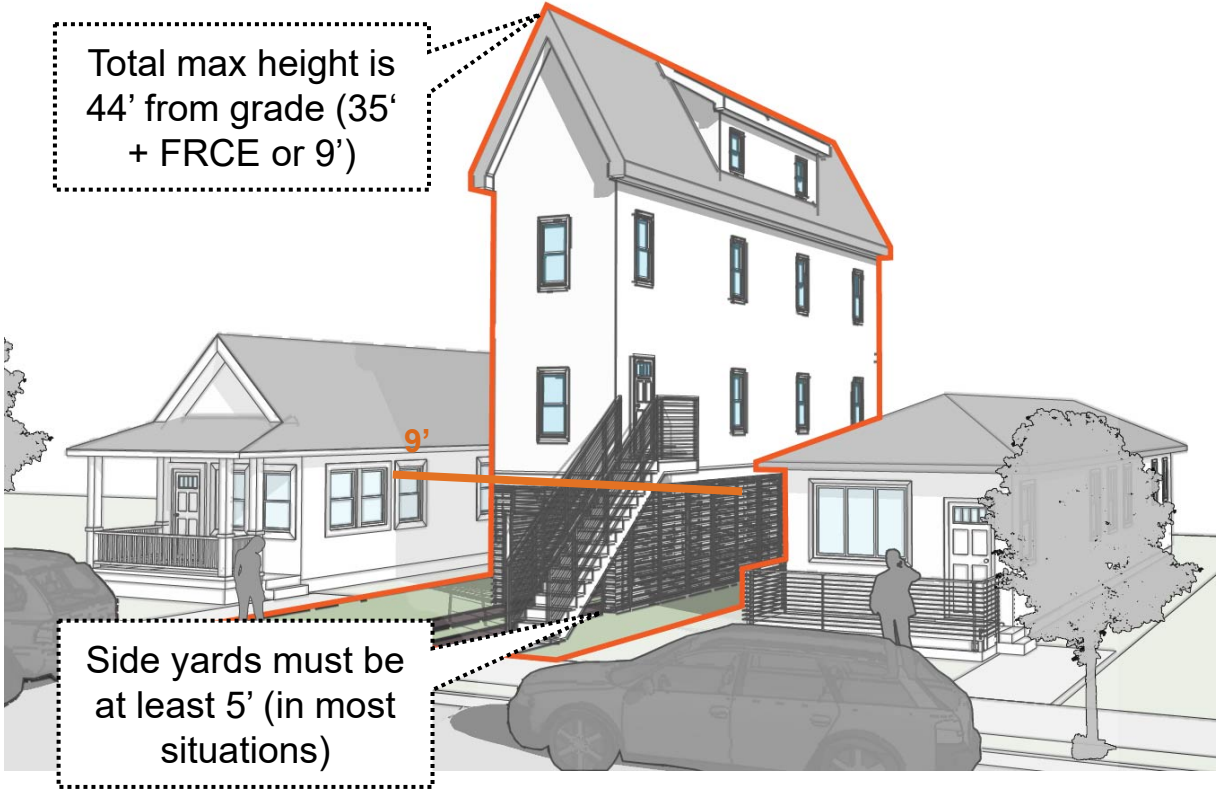 Total max height is
44’ from grade (35‘
+ FRCE or 9’)
9’
Side yards must be
at least 5’ (in most
situations)